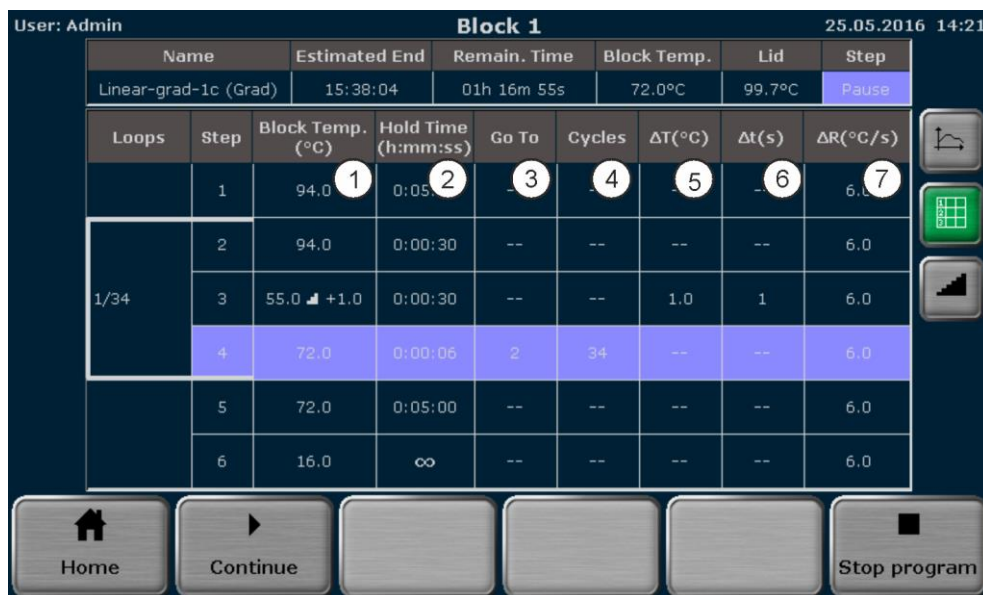 User: Admin Block 1 25.05.2016 14:21
Name Estimated End Remain. Time Block Temp. Lid Step
Linear-grad-1c (Grad) 15:38:04 01h 16m 55s 72.0°C 99.7°C Pause
Loops Step Block Temp. (°C) Hold Time (h:mm:ss) Go To Cycles ΔT(°C) Δt(s) ΔR(°C/s)
1 2 3 4 5 6 7
1 94.0 0:05:
2 94.0 0:00:30 -- -- -- -- 6.0
1/34
3 55.0 +1.0 0:00:30 -- -- 1.0 1 6.0
4 72.0 0:00:06 2 34 -- -- 6.0
5 72.0 0:05:00 -- -- -- -- 6.0
6 16.0 ∞ -- -- -- -- 6.0
Home Continue Stop program